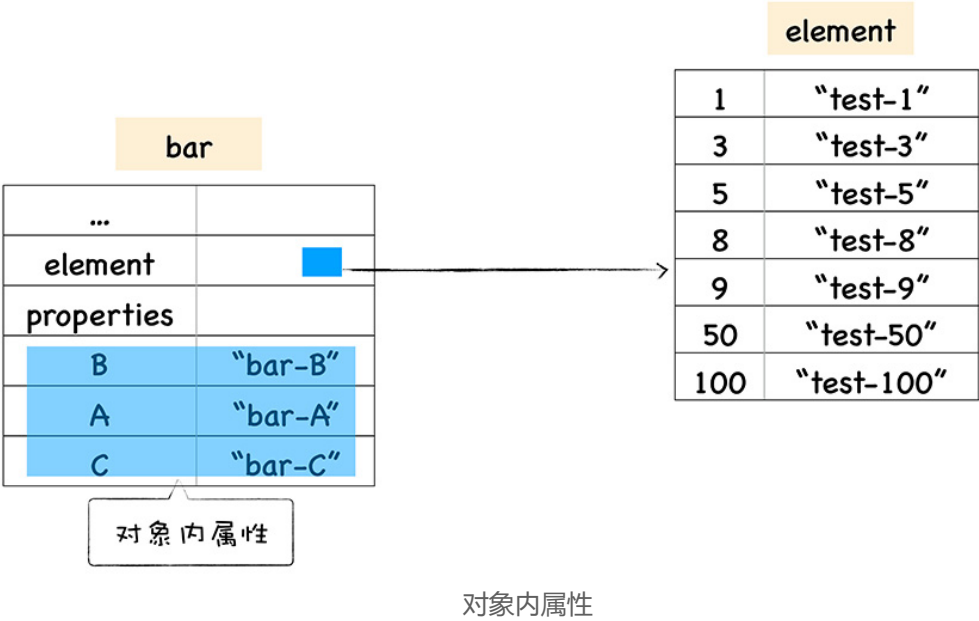 element
1 “test-1”
3 “test-3”
5 “test-5”
8 “test-8”
9 “test-9”
50 “test-50”
100 “test-100”
bar
...
element
properties
B “bar-B”
A “bar-A”
C “bar-C”
对象内属性
对象内属性